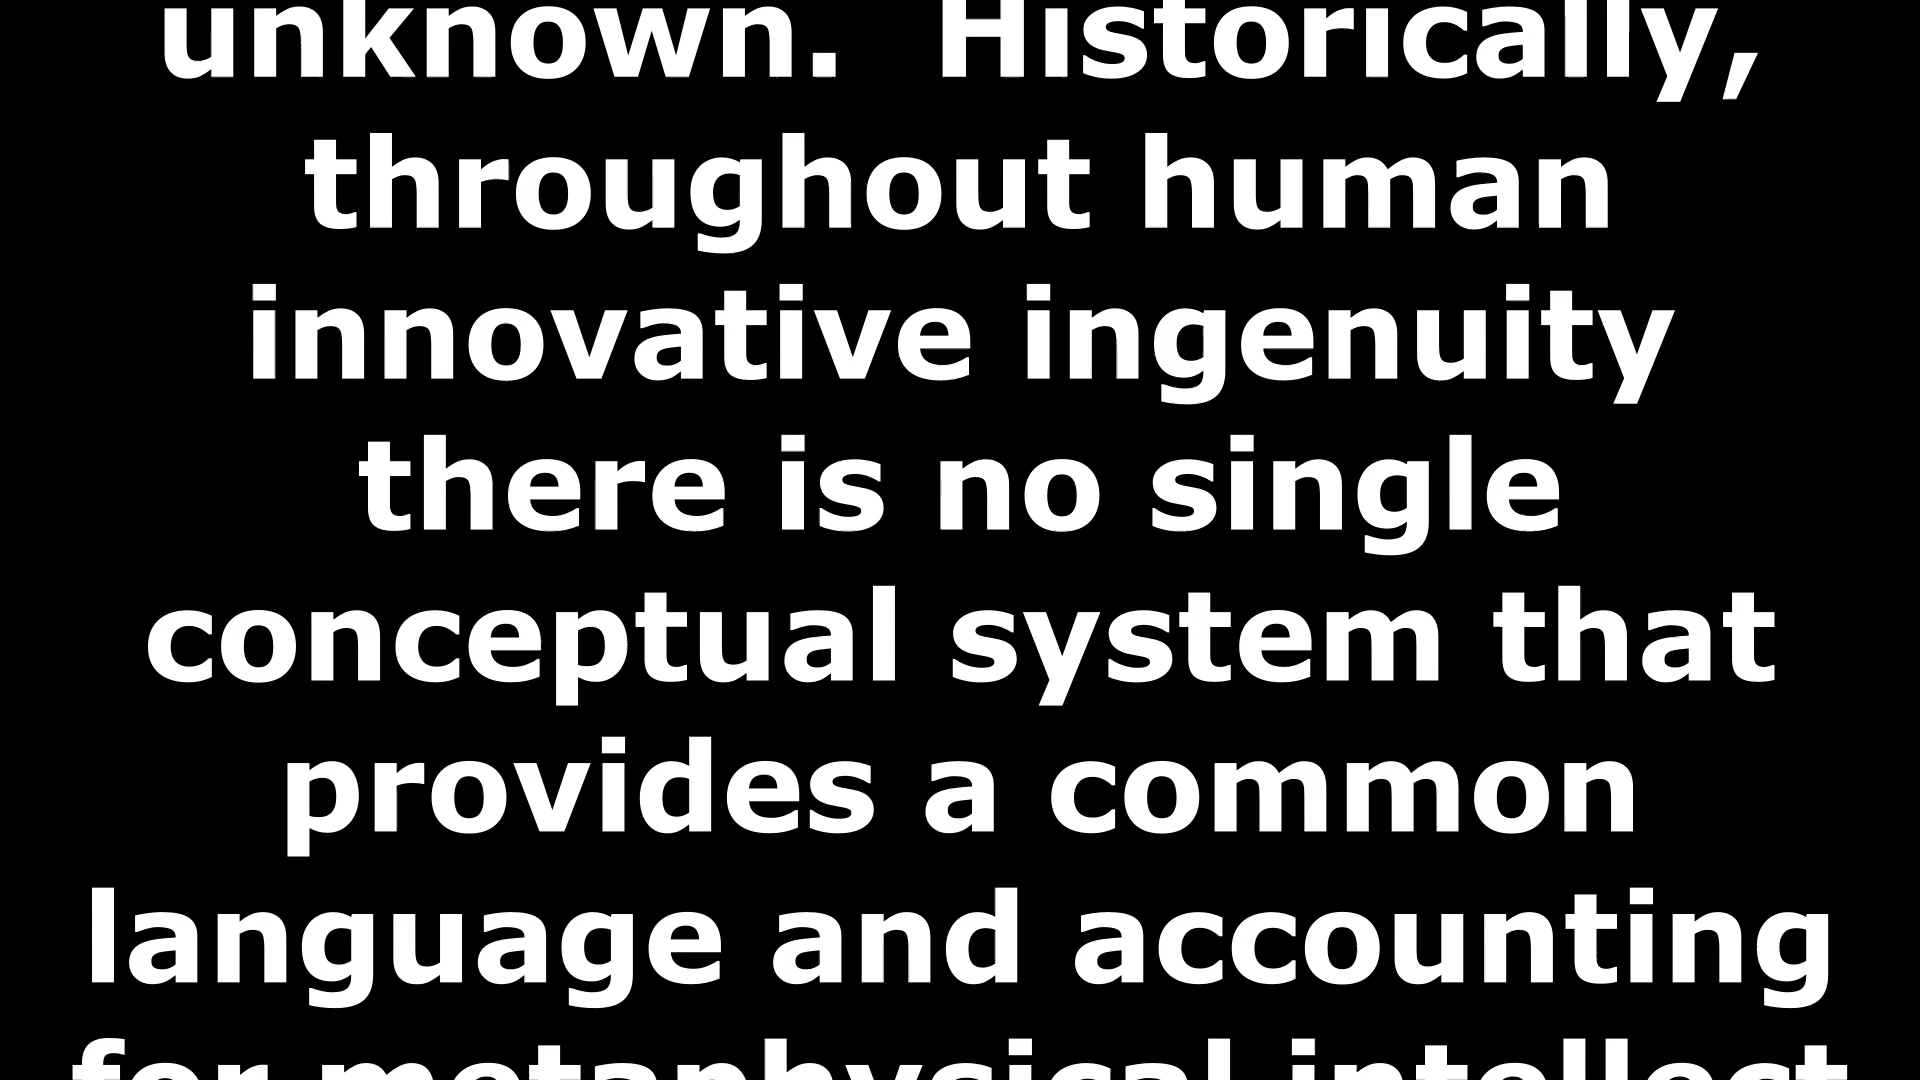 unknown.  Historically,
throughout human
innovative ingenuity
there is no single
conceptual system that
provides a common
language and accounting
for metaphysical intellect